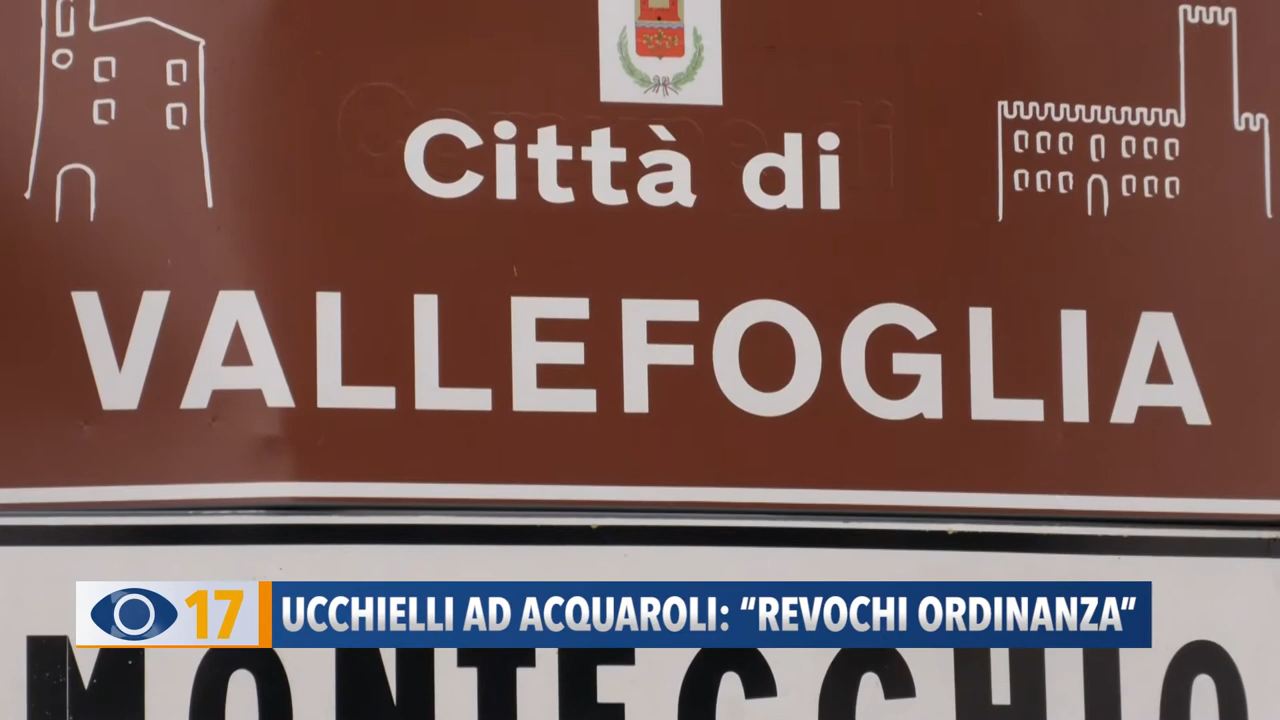 Città di
VALLEFOGLIA
17 UCCHIELLI AD ACQUAROLI: “REVOCHI ORDINANZA”
MONTECCHIO